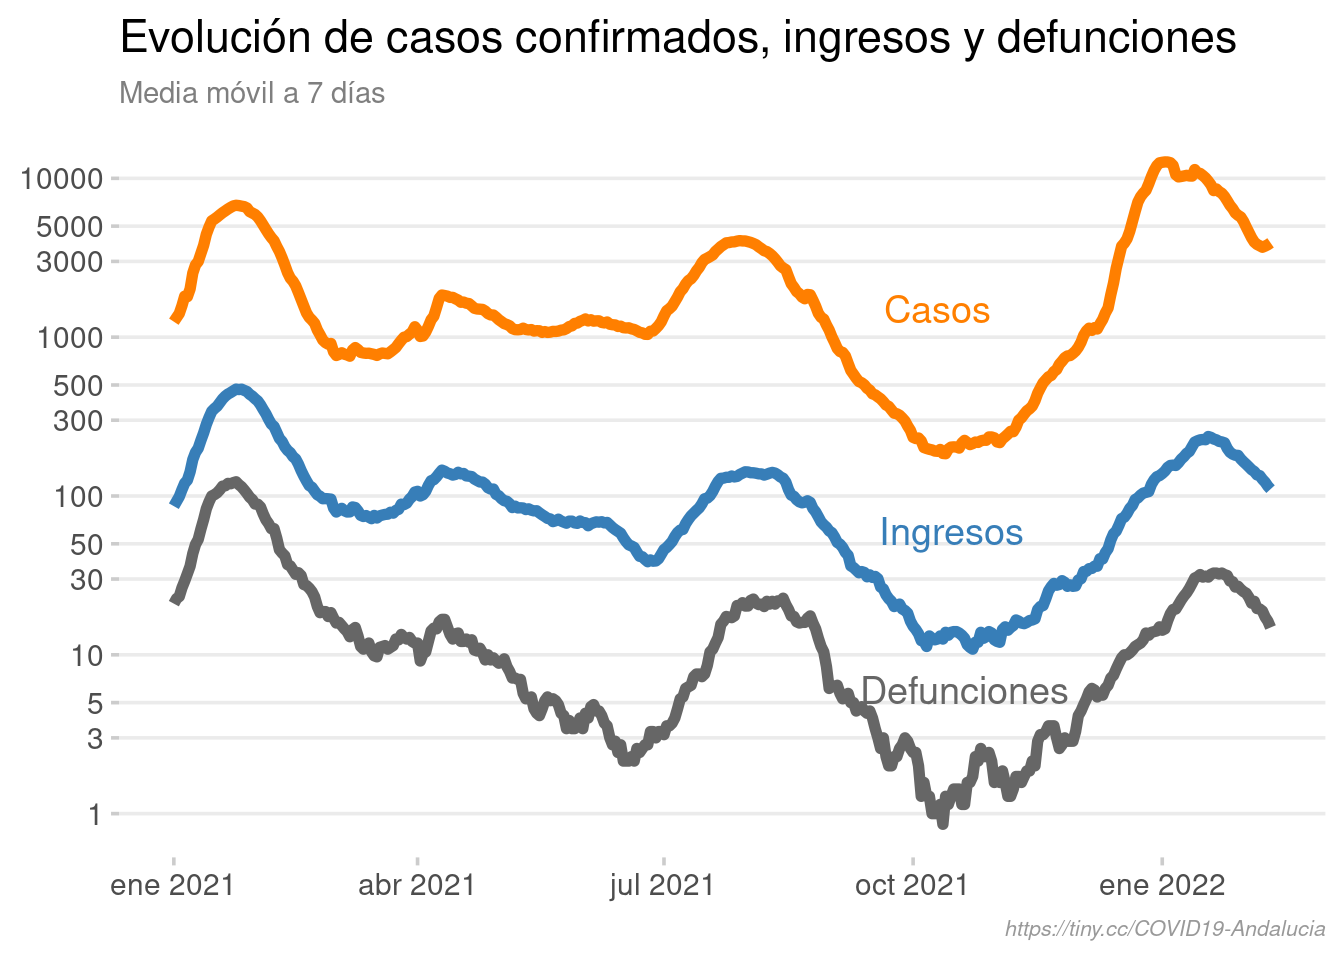 Evolución de casos confirmados, ingresos y defunciones
Media móvil a 7 días
10000
5000
3000
1000
500
300
100
50
30
10
5
3
1
Casos
Ingresos
Defunciones
ene 2021
abr 2021
jul 2021
oct 2021
ene 2022
https://tiny.cc/COVID19-Andalucia